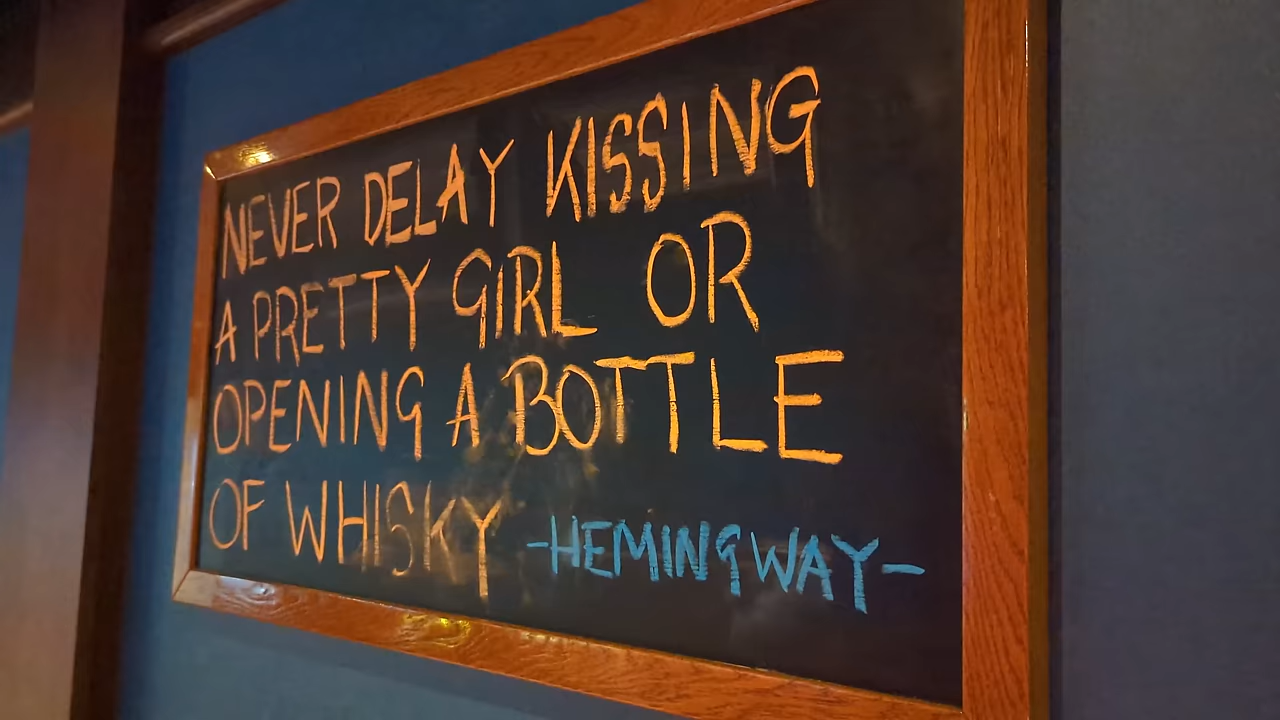 NEVER DELAY KISSING
A PRETTY GIRL OR
OPENING A BOTTLE
OF WHISKY -HEMINGWAY-